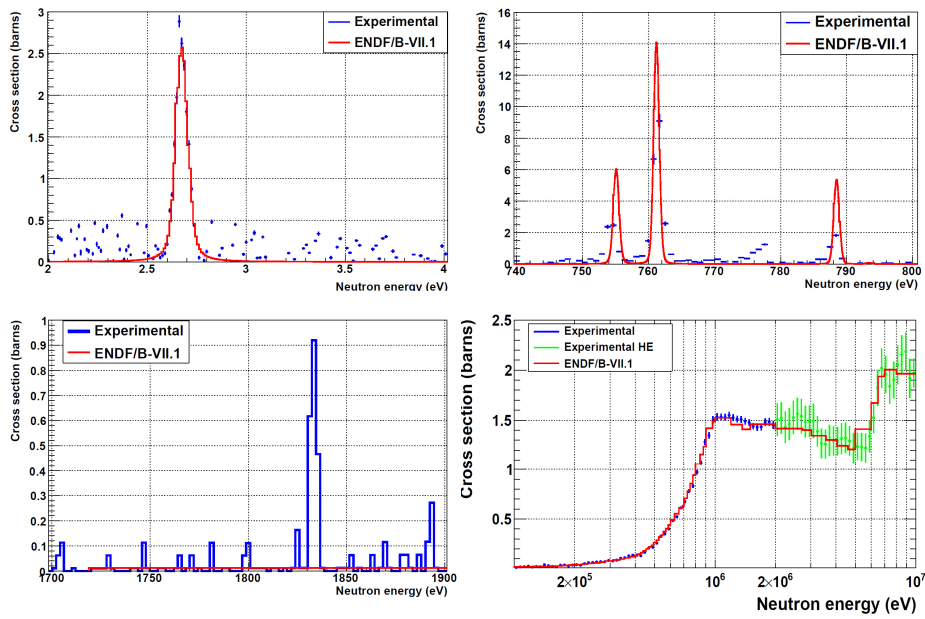 Cross section (barns)
3
2.5
2
1.5
1
0.5
0
Experimental
ENDF/B-VII.1
2 2.5 3 3.5 4
Neutron energy (eV)
Cross section (barns)
16
14
12
10
8
6
4
2
0
Experimental
ENDF/B-VII.1
740 750 760 770 780 790 800
Neutron energy (eV)
Cross section (barns)
1
0.9
0.8
0.7
0.6
0.5
0.4
0.3
0.2
0.1
0
Experimental
ENDF/B-VII.1
1700 1750 1800 1850 1900
Neutron energy (eV)
Cross section (barns)
2.5
2
1.5
1
0.5
Experimental
Experimental HE
ENDF/B-VII.1
2×10⁵ 10⁶ 2×10⁶ 10⁷
Neutron energy (eV)